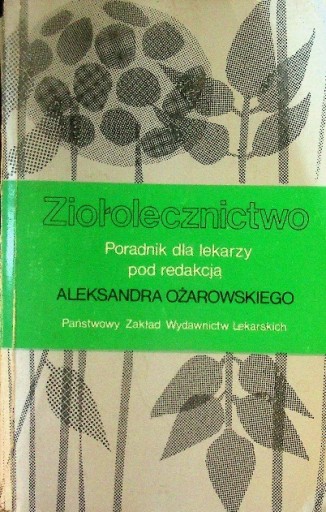 Ziołolecznictwo
Poradnik dla lekarzy
pod redakcją
ALEKSANDRA OŻAROWSKIEGO
Państwowy Zakład Wydawnictw Lekarskich